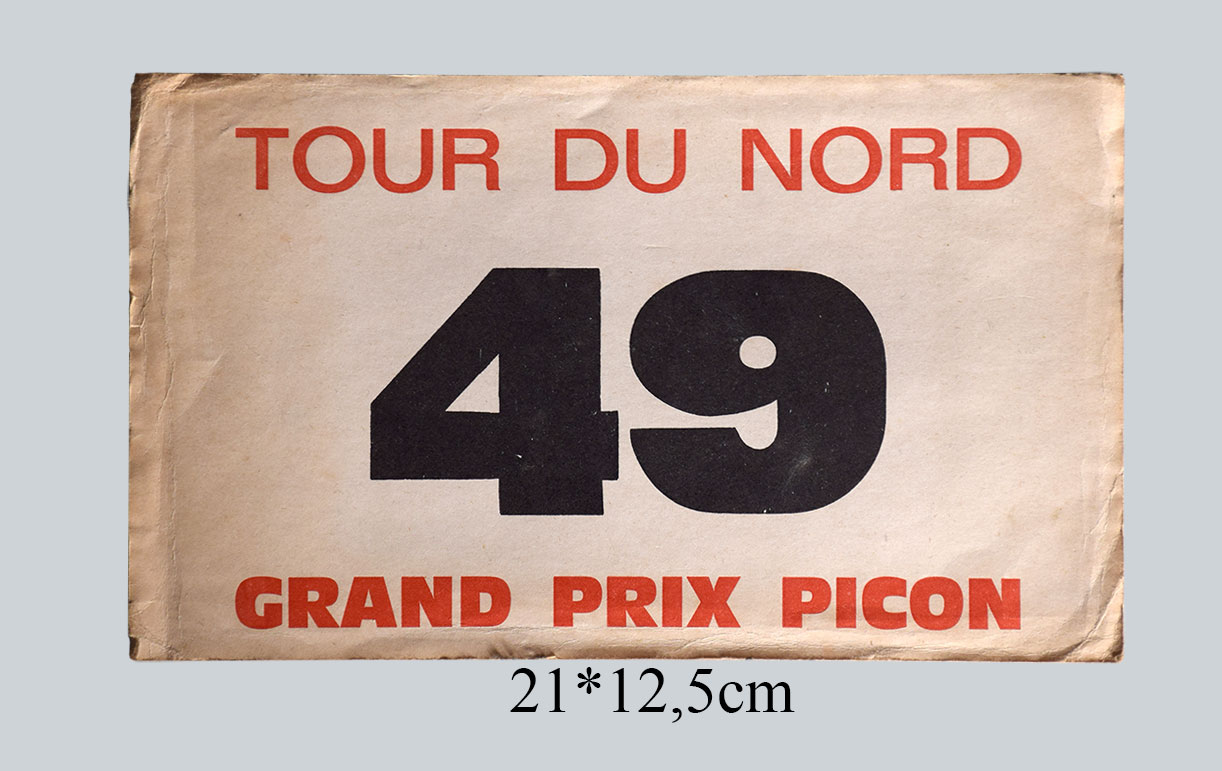 TOUR DU NORD
49
GRAND PRIX PICON
21*12,5cm